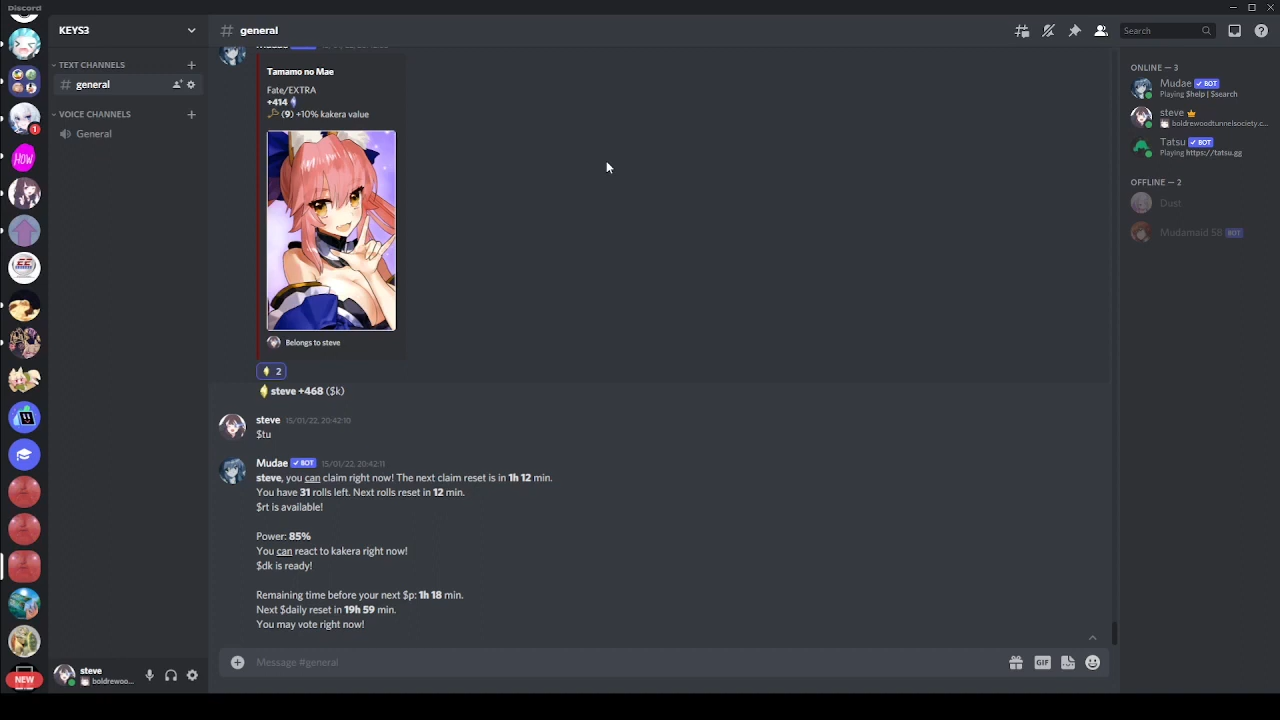 Discord
KEYS3
TEXT CHANNELS
general
VOICE CHANNELS
General
1
HOW
NEW
steve
boldrewoo...
# general
Search
Tamamo no Mae
Fate/EXTRA
+414
(9) +10% kakera value
Belongs to steve
2
steve +468 ($k)
steve 15/01/22, 20:42:10
$tu
Mudae BOT 15/01/22, 20:42:11
steve, you can claim right now! The next claim reset is in 1h 12 min.
You have 31 rolls left. Next rolls reset in 12 min.
$rt is available!
Power: 85%
You can react to kakera right now!
$dk is ready!
Remaining time before your next $p: 1h 18 min.
Next $daily reset in 19h 59 min.
You may vote right now!
Message #general
GIF
ONLINE — 3
Mudae BOT
Playing $help | $search
steve
boldrewoodtunnelsociety.c...
Tatsu BOT
Playing https://tatsu.gg
OFFLINE — 2
Dust
Mudamaid 58 BOT